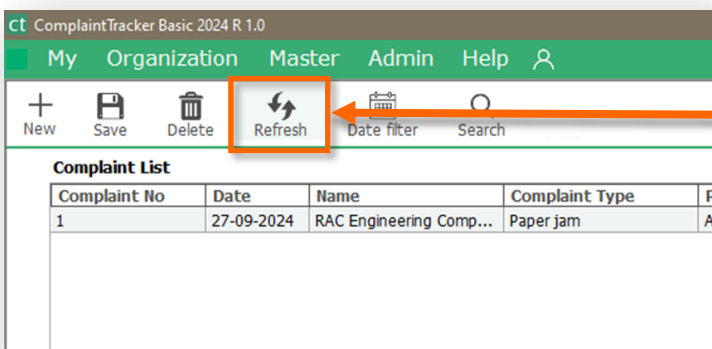 ct ComplaintTracker Basic 2024 R 1.0
My Organization Master Admin Help
New Save Delete Refresh Date filter Search
Complaint List
Complaint No Date Name Complaint Type
1 27-09-2024 RAC Engineering Comp... Paper jam